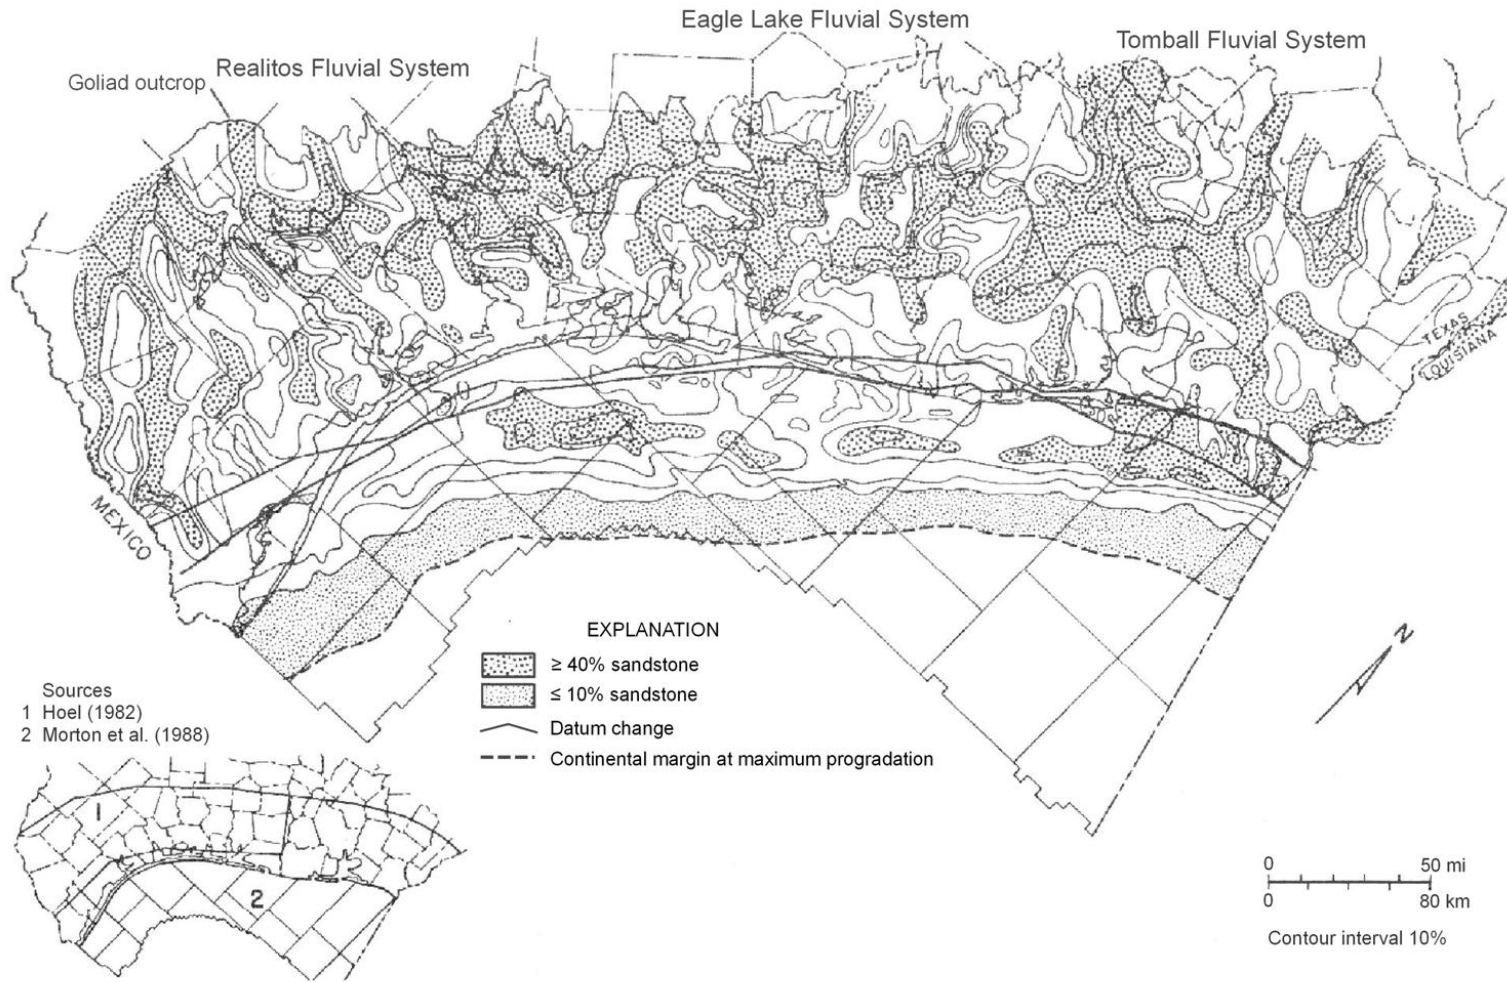 Eagle Lake Fluvial System
Tomball Fluvial System
Realitos Fluvial System
Goliad outcrop
TEXAS
LOUISIANA
MEXICO
N
EXPLANATION
≥ 40% sandstone
≤ 10% sandstone
Datum change
Continental margin at maximum progradation
Sources
1 Hoel (1982)
2 Morton et al. (1988)
1
2
0 50 mi
0 80 km
Contour interval 10%